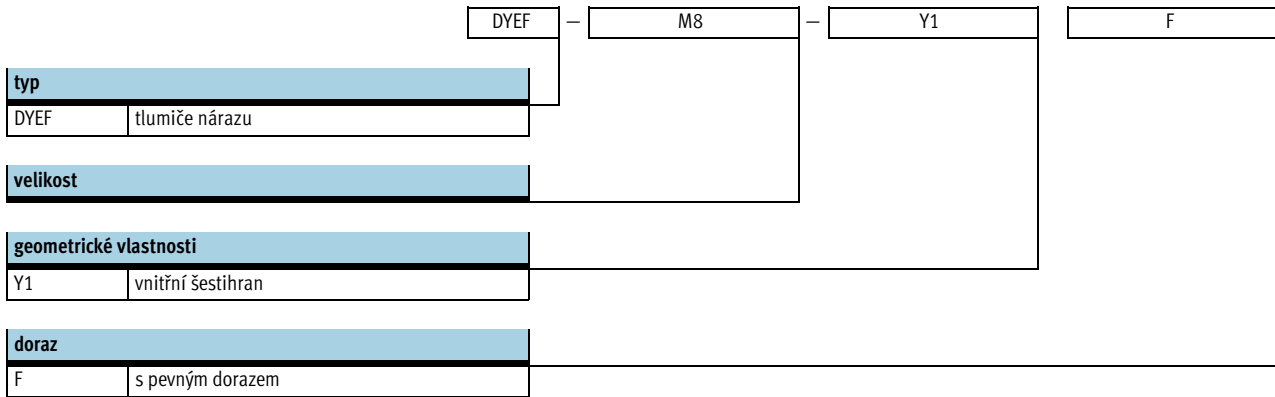 DYEF – M8 – Y1 F
typ
DYEF tlumiče nárazu
velikost
geometrické vlastnosti
Y1 vnitřní šestihran
doraz
F s pevným dorazem